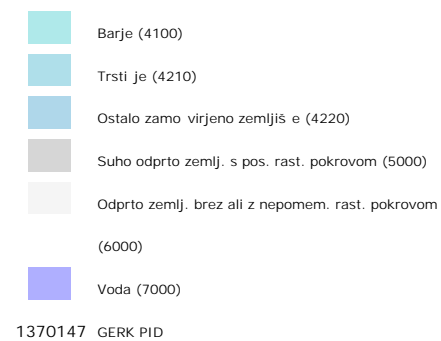 Barje (4100)
Trsti je (4210)
Ostalo zamo virjeno zemljiš e (4220)
Suho odprto zemlj. s pos. rast. pokrovom (5000)
Odprto zemlj. brez ali z nepomem. rast. pokrovom
(6000)
Voda (7000)
1370147 GERK PID